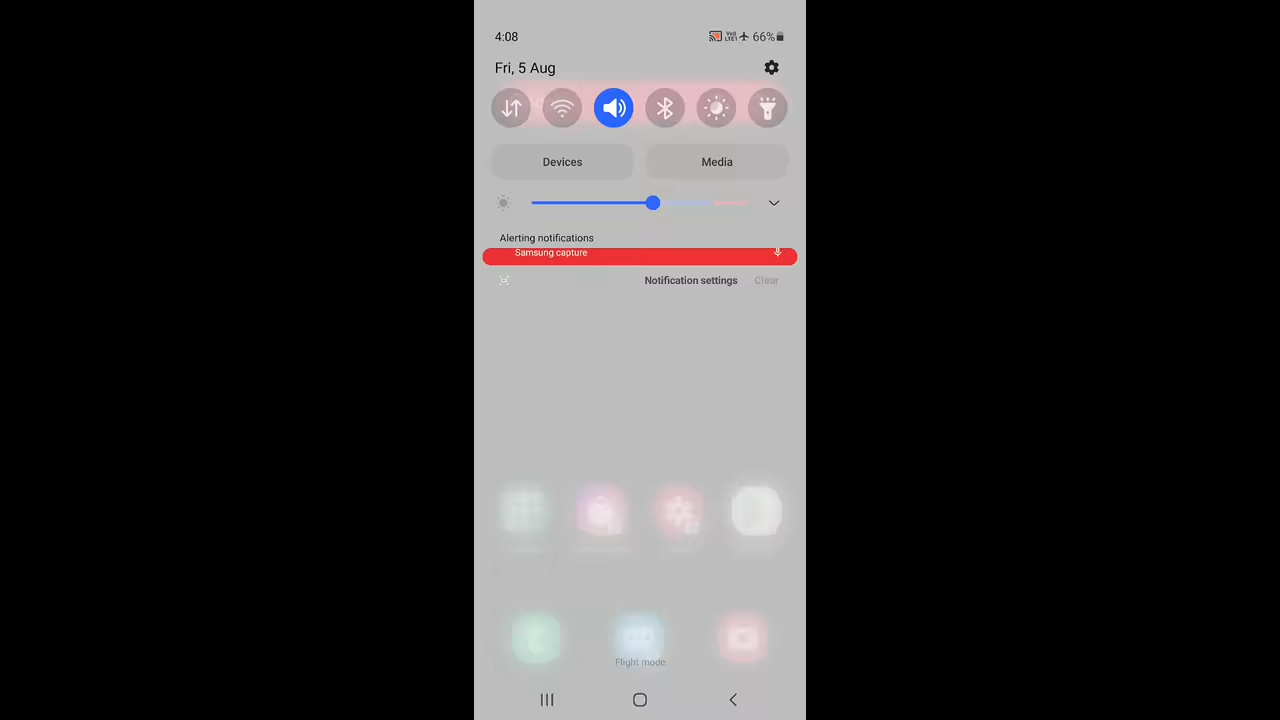 4:08
66%
Fri, 5 Aug
Devices
Media
Alerting notifications
Samsung capture
Notification settings
Clear
Flight mode